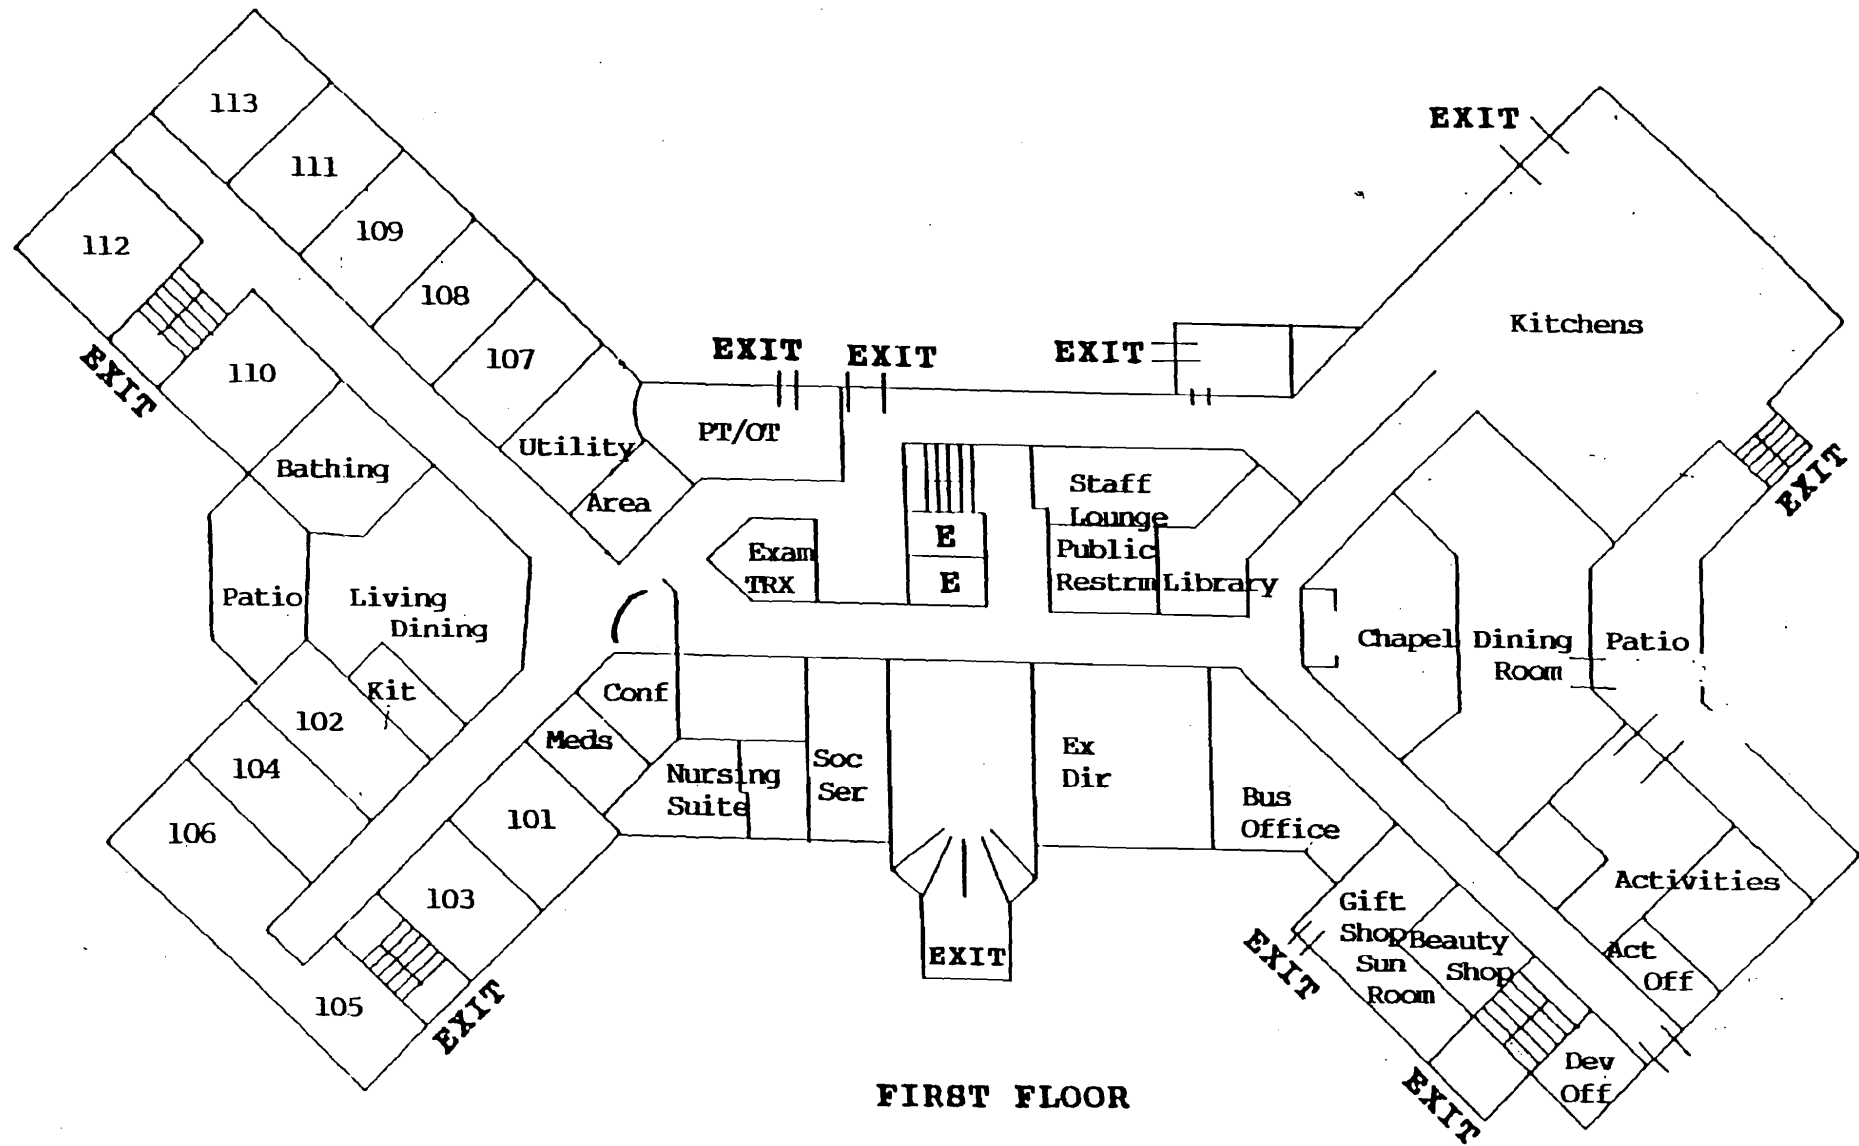 113
EXIT
111
109
112
108
Kitchens
EXIT
EXIT
EXIT
107
EXIT
110
PT/OT
Utility
Bathing
Staff
Lounge
EXIT
Area
E
Exam
TRX
Public
Restrm
E
Library
Patio
Living
Dining
Chapel
Dining
Room
Patio
Kit
Conf
102
Meds
Ex
Dir
104
Nursing
Suite
Soc
Ser
Bus
Office
101
106
Activities
103
Gift
Shop
Sun
Room
Beauty
Shop
Act
Off
EXIT
EXIT
105
EXIT
Dev
Off
FIRST FLOOR
EXIT